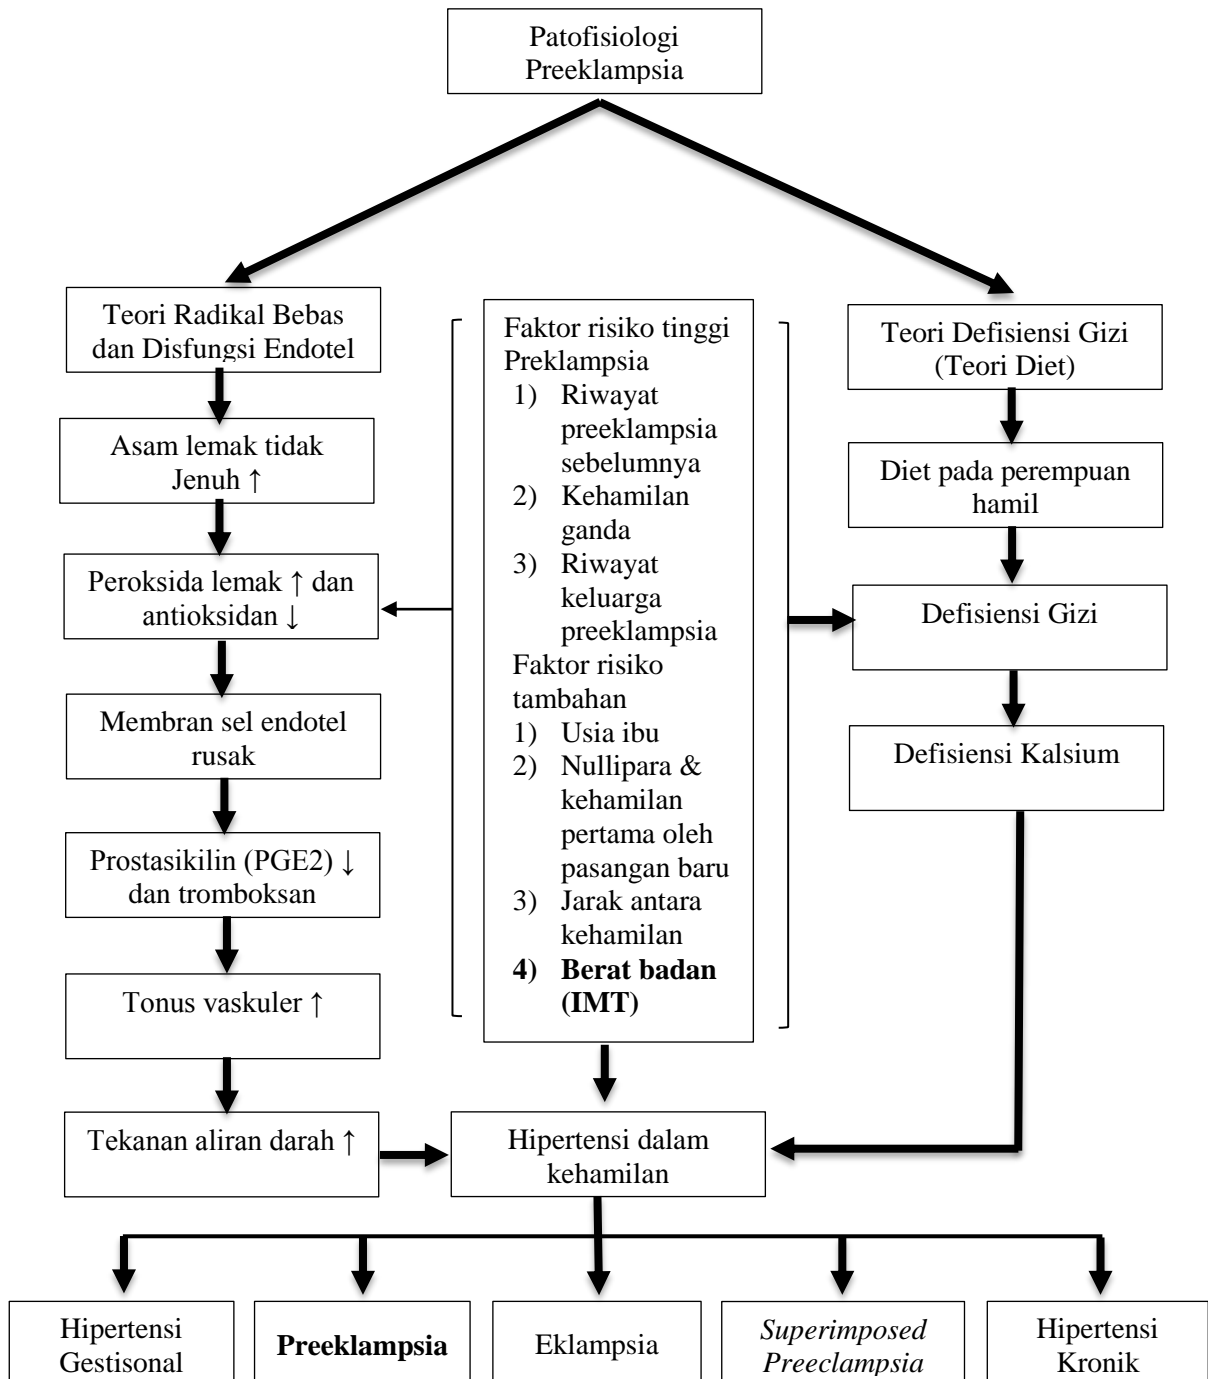 Patofisiologi
Preeklampsia
Teori Radikal Bebas
dan Disfungsi Endotel
Asam lemak tidak
Jenuh ↑
Peroksida lemak ↑ dan
antioksidan ↓
Membran sel endotel
rusak
Prostasikilin (PGE2) ↓
dan tromboksan
Tonus vaskuler ↑
Tekanan aliran darah ↑
Faktor risiko tinggi
Preklampsia
1) Riwayat
preeklampsia
sebelumnya
2) Kehamilan
ganda
3) Riwayat
keluarga
preeklampsia
Faktor risiko
tambahan
1) Usia ibu
2) Nullipara &
kehamilan
pertama oleh
pasangan baru
3) Jarak antara
kehamilan
4) Berat badan
(IMT)
Teori Defisiensi Gizi
(Teori Diet)
Diet pada perempuan
hamil
Defisiensi Gizi
Defisiensi Kalsium
Hipertensi dalam
kehamilan
Hipertensi
Gestisonal
Preeklampsia
Eklampsia
Superimposed
Preeclampsia
Hipertensi
Kronik